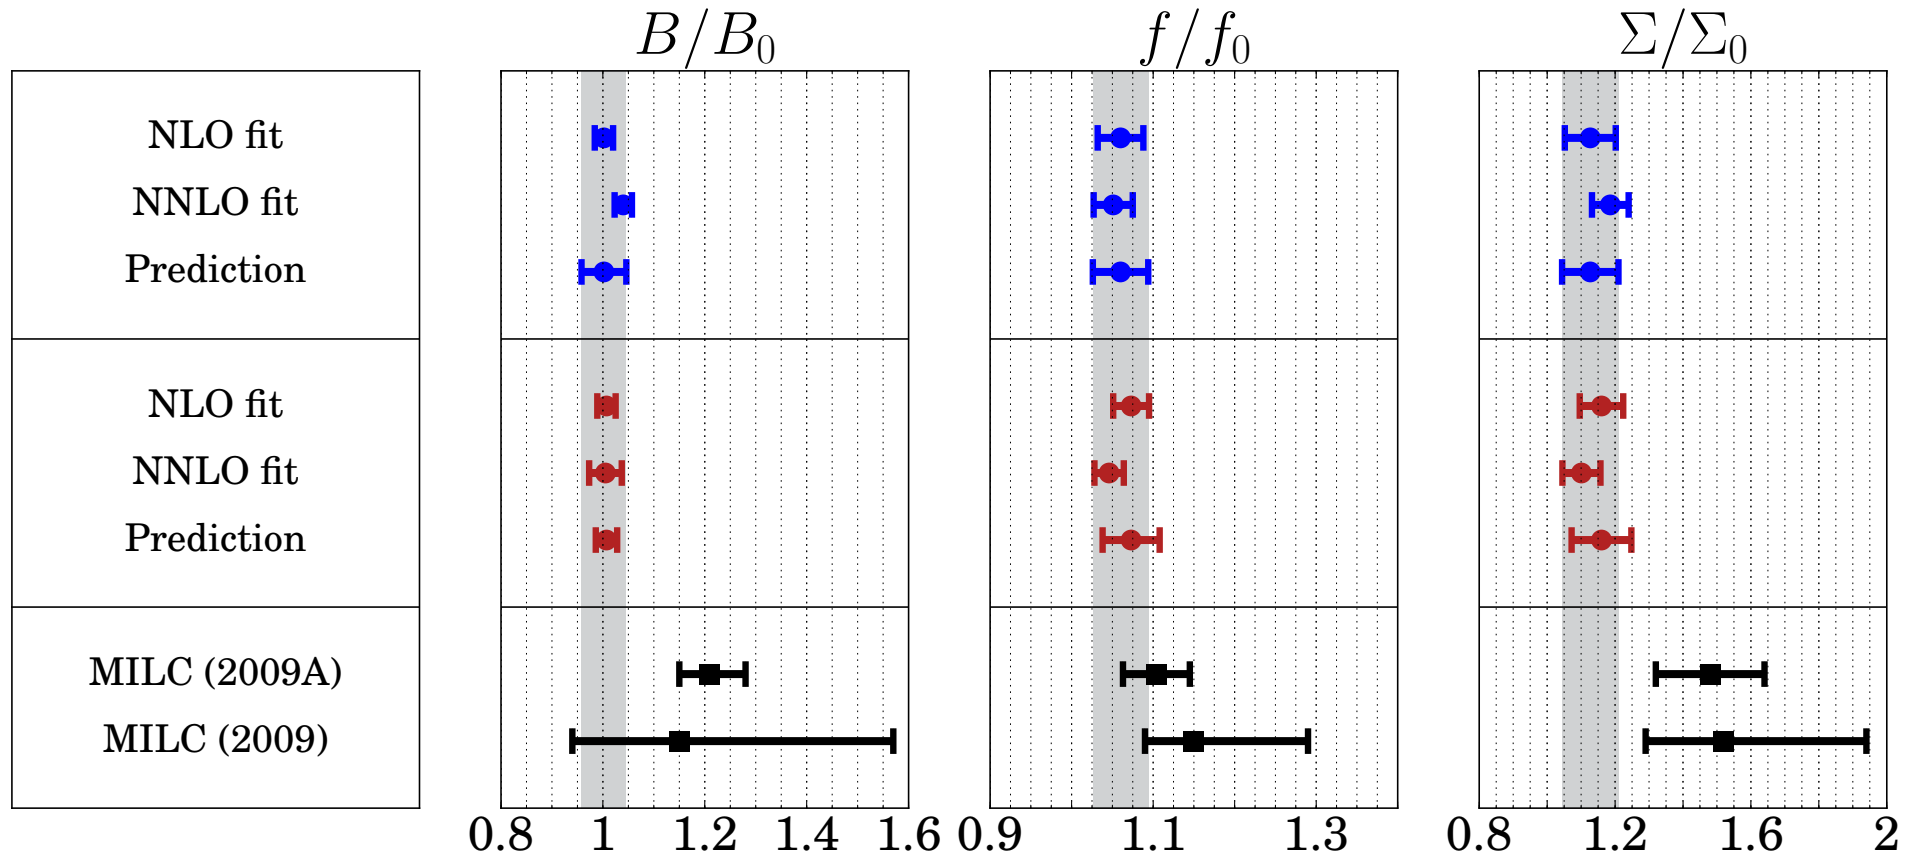 B/B₀ f/f₀ Σ/Σ₀
NLO fit
NNLO fit
Prediction
NLO fit
NNLO fit
Prediction
MILC (2009A)
MILC (2009)
0.8 1 1.2 1.4 1.6 0.9 1.1 1.3 0.8 1.2 1.6 2